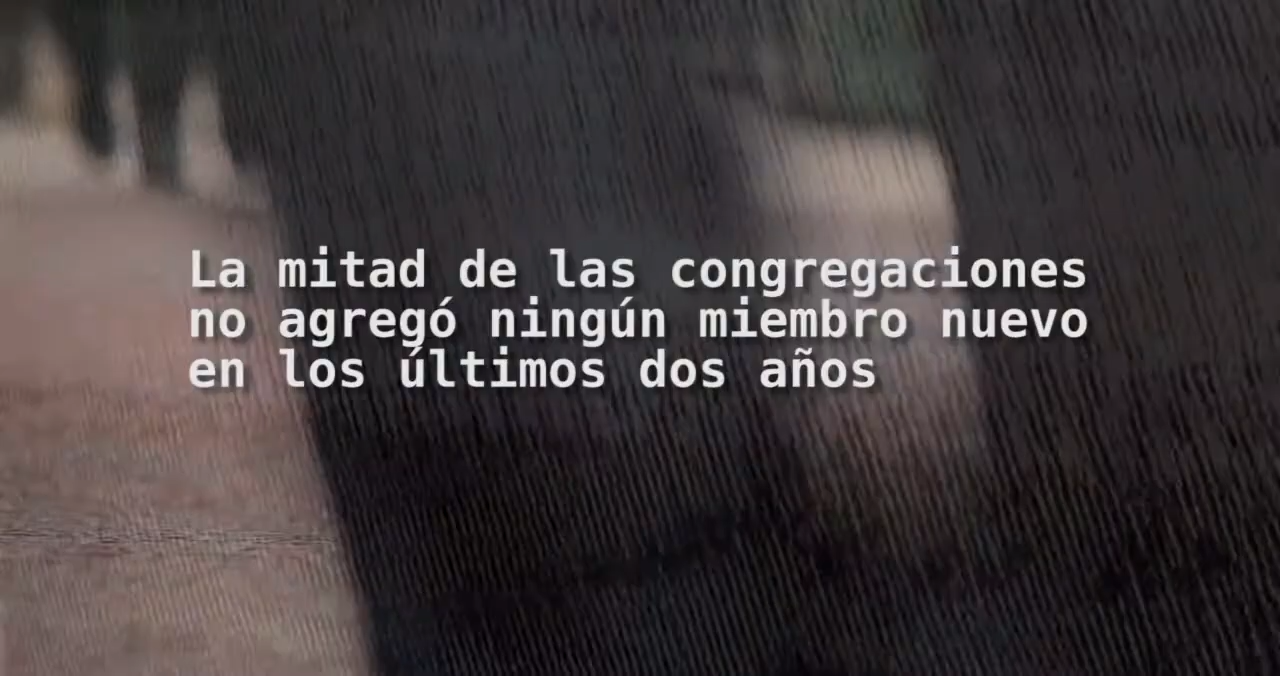 La mitad de las congregaciones
no agregó ningún miembro nuevo
en los últimos dos años